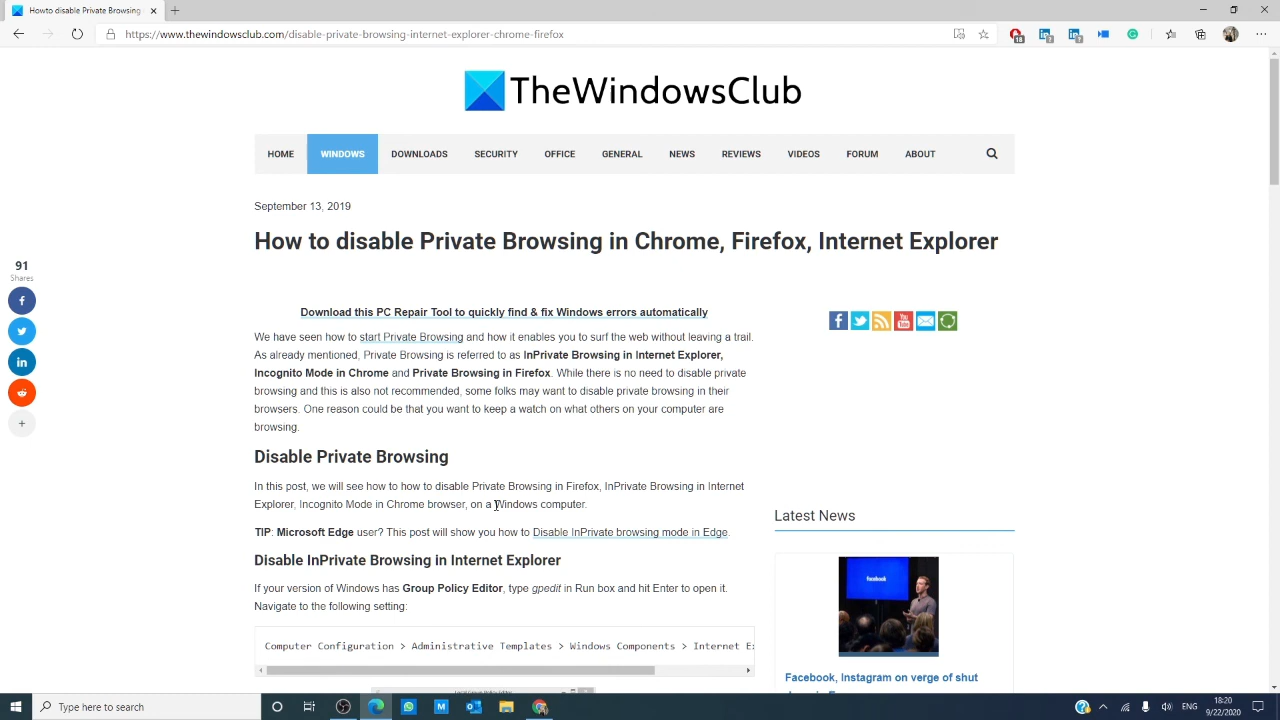 Howto disable Private Browsing in
https://www.thewindowsclub.com/disable-private-browsing-internet-explorer-chrome-firefox
TheWindowsClub
HOME WINDOWS DOWNLOADS SECURITY OFFICE GENERAL NEWS REVIEWS VIDEOS FORUM ABOUT
September 13, 2019
How to disable Private Browsing in Chrome, Firefox, Internet Explorer
91
Shares
Download this PC Repair Tool to quickly find & fix Windows errors automatically
We have seen how to start Private Browsing and how it enables you to surf the web without leaving a trail.
As already mentioned, Private Browsing is referred to as InPrivate Browsing in Internet Explorer,
Incognito Mode in Chrome and Private Browsing in Firefox. While there is no need to disable private
browsing and this is also not recommended, some folks may want to disable private browsing in their
browsers. One reason could be that you want to keep a watch on what others on your computer are
browsing.
Disable Private Browsing
In this post, we will see how to how to disable Private Browsing in Firefox, InPrivate Browsing in Internet
Explorer, Incognito Mode in Chrome browser, on a Windows computer.
TIP: Microsoft Edge user? This post will show you how to Disable InPrivate browsing mode in Edge.
Disable InPrivate Browsing in Internet Explorer
If your version of Windows has Group Policy Editor, type gpedit in Run box and hit Enter to open it.
Navigate to the following setting:
Computer Configuration > Administrative Templates > Windows Components > Internet Ex
Latest News
facebook
Facebook, Instagram on verge of shut
Type here to search
ENG
18:20
9/22/2020